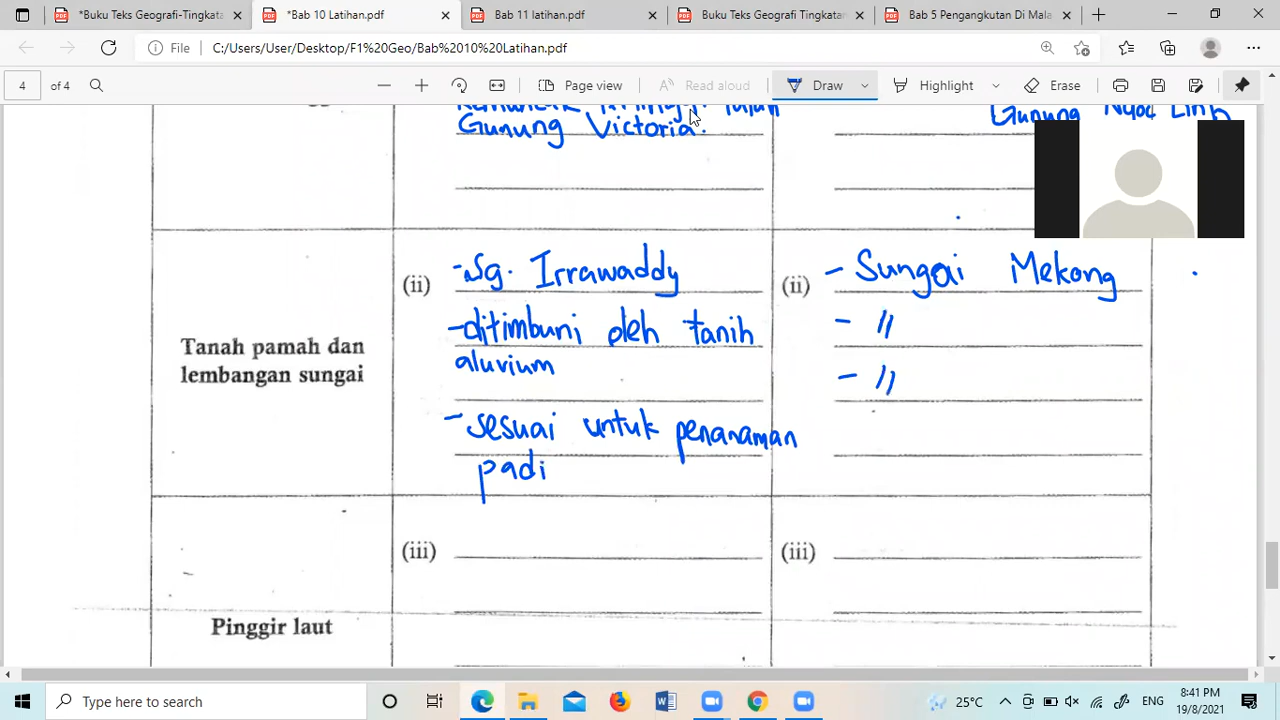 *Buku Teks Geografi-Tingkata
*Bab 10 Latihan.pdf
Bab 11 latihan.pdf
Buku Teks Geografi Tingkatan
Bab 5 Pengangkutan Di Mala
File C:/Users/User/Desktop/F1%20Geo/Bab%2010%20Latihan.pdf
4 of 4
Page view
Read aloud
Draw
Highlight
Erase
Gunung Victoria.
Gunung Ngoc Linh
Tanah pamah dan
lembangan sungai
(ii) -Sg. Irrawaddy
-ditimbuni oleh tanih
aluvium
-sesuai untuk penanaman
padi
(ii) - Sungai Mekong
- "
- "
Pinggir laut
(iii)
(iii)
Type here to search
25°C
ENG
8:41 PM
19/8/2021